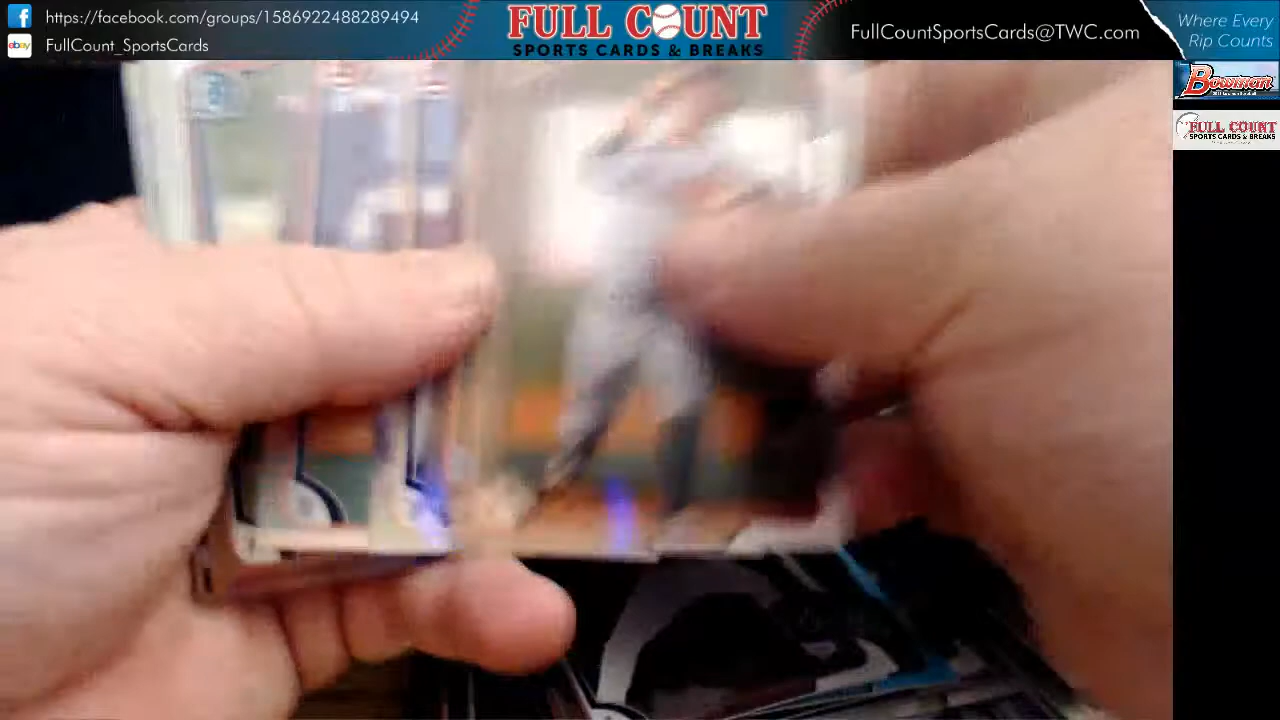 https://facebook.com/groups/1586922488289494
ebay
FullCount_SportsCards
FULL COUNT
SPORTS CARDS & BREAKS
FullCountSportsCards@TWC.com
Where Every
Rip Counts
Bowman
FULL COUNT
SPORTS CARDS & BREAKS